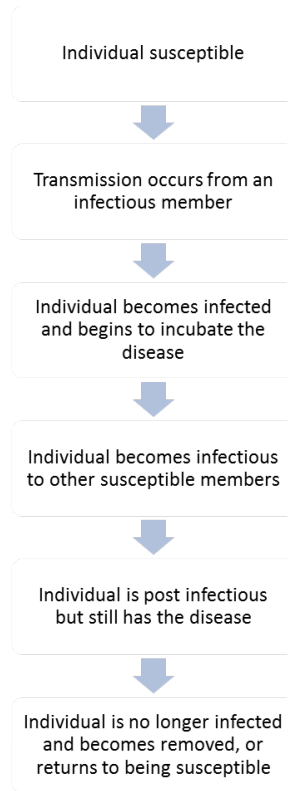 Individual susceptible
Transmission occurs from an
infectious member
Individual becomes infected
and begins to incubate the
disease
Individual becomes infectious
to other susceptible members
Individual is post infectious
but still has the disease
Individual is no longer infected
and becomes removed, or
returns to being susceptible